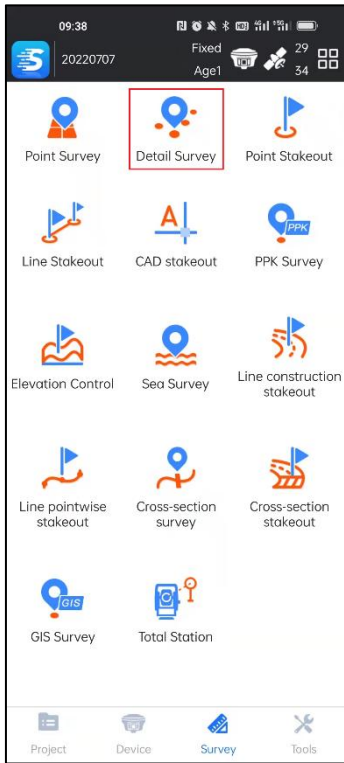 09:38
20220707
Fixed
Age1
29
34
Point Survey
Detail Survey
Point Stakeout
Line Stakeout
CAD stakeout
PPK
PPK Survey
Elevation Control
Sea Survey
Line construction
stakeout
Line pointwise
stakeout
Cross-section
survey
Cross-section
stakeout
GIS
GIS Survey
Total Station
Project
Device
Survey
Tools